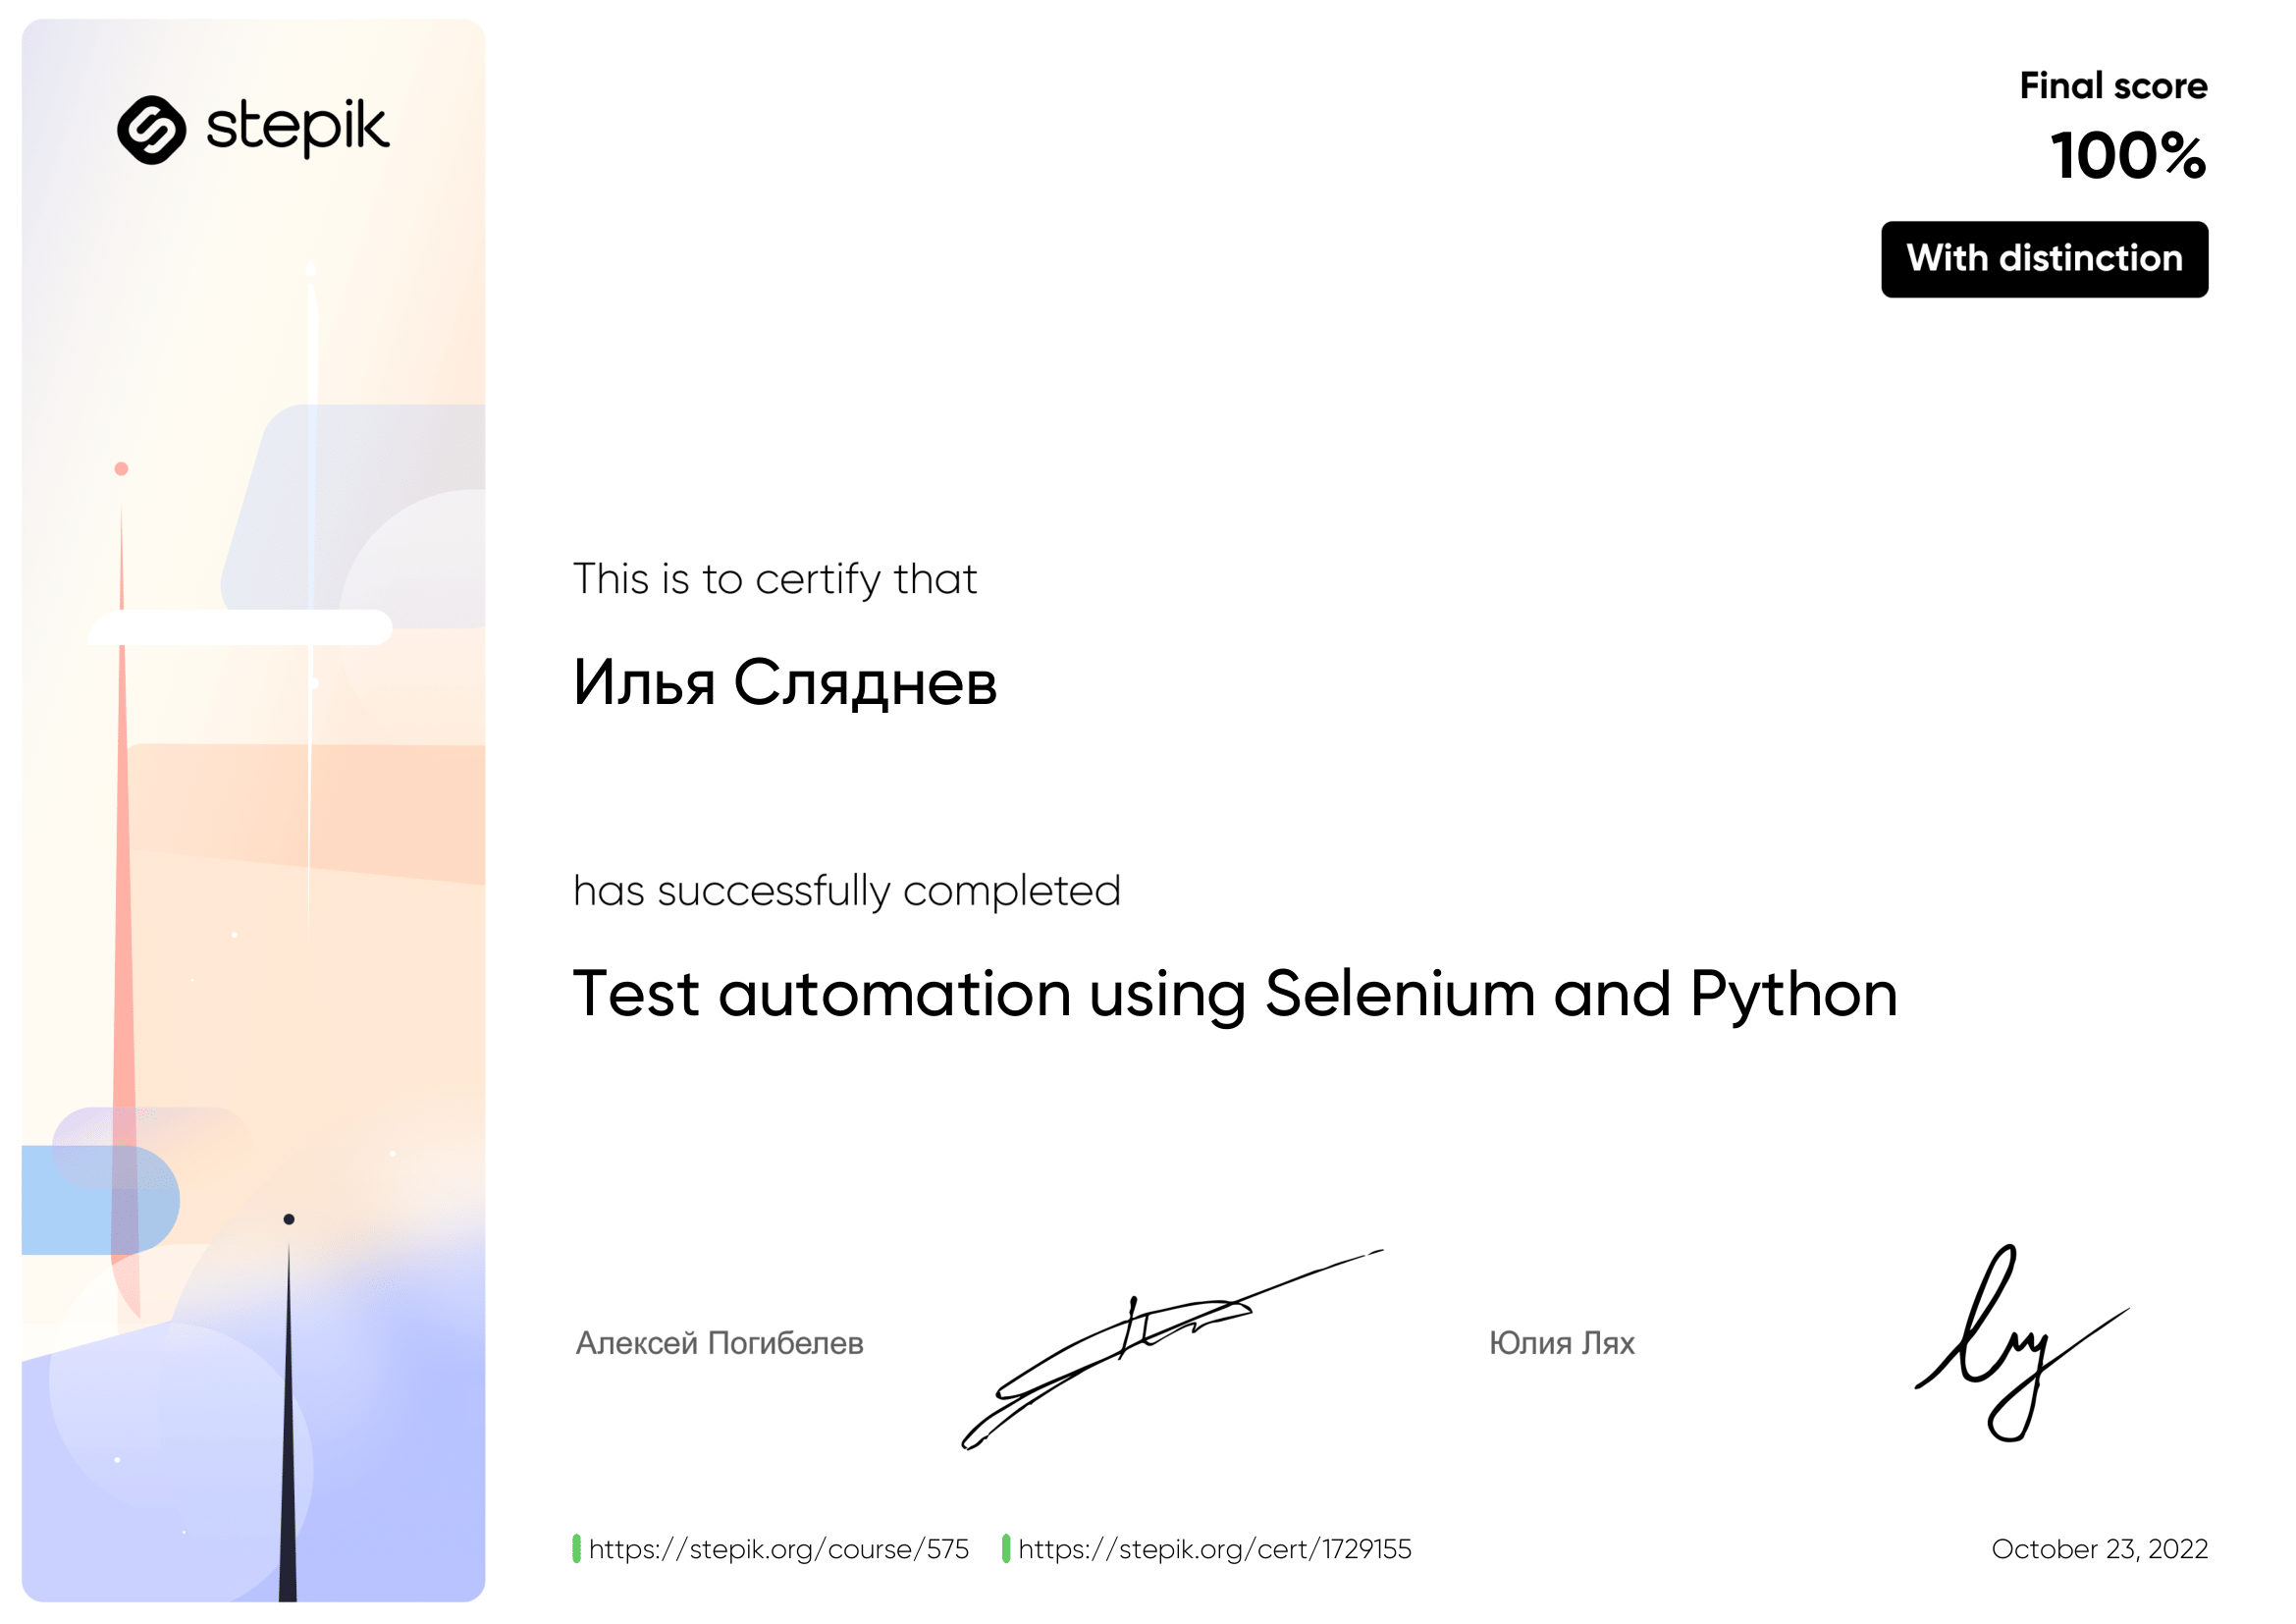 stepik
Final score
100%
With distinction
This is to certify that
Илья Сляднев
has successfully completed
Test automation using Selenium and Python
Алексей Погибелев
Юлия Лях
https://stepik.org/course/575 https://stepik.org/cert/1729155 October 23, 2022